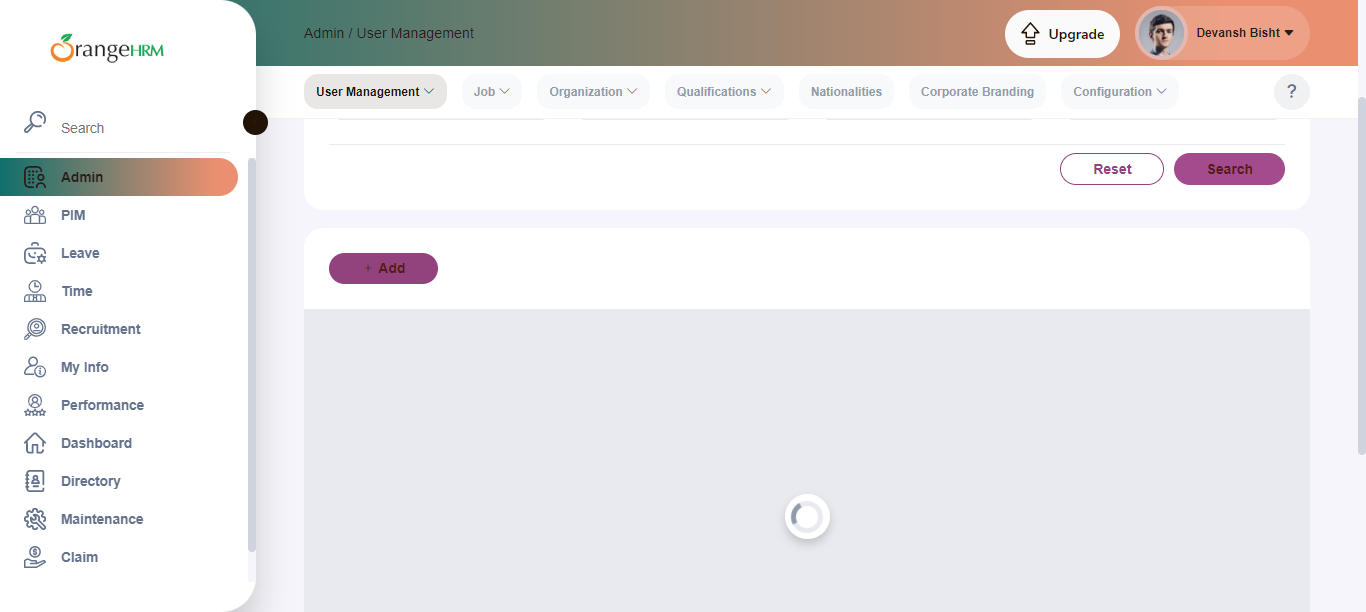 OrangeHRM
Search
Admin
PIM
Leave
Time
Recruitment
My Info
Performance
Dashboard
Directory
Maintenance
Claim
Admin / User Management
Upgrade
Devansh Bisht
User Management
Job
Organization
Qualifications
Nationalities
Corporate Branding
Configuration
?
Reset
Search
+ Add